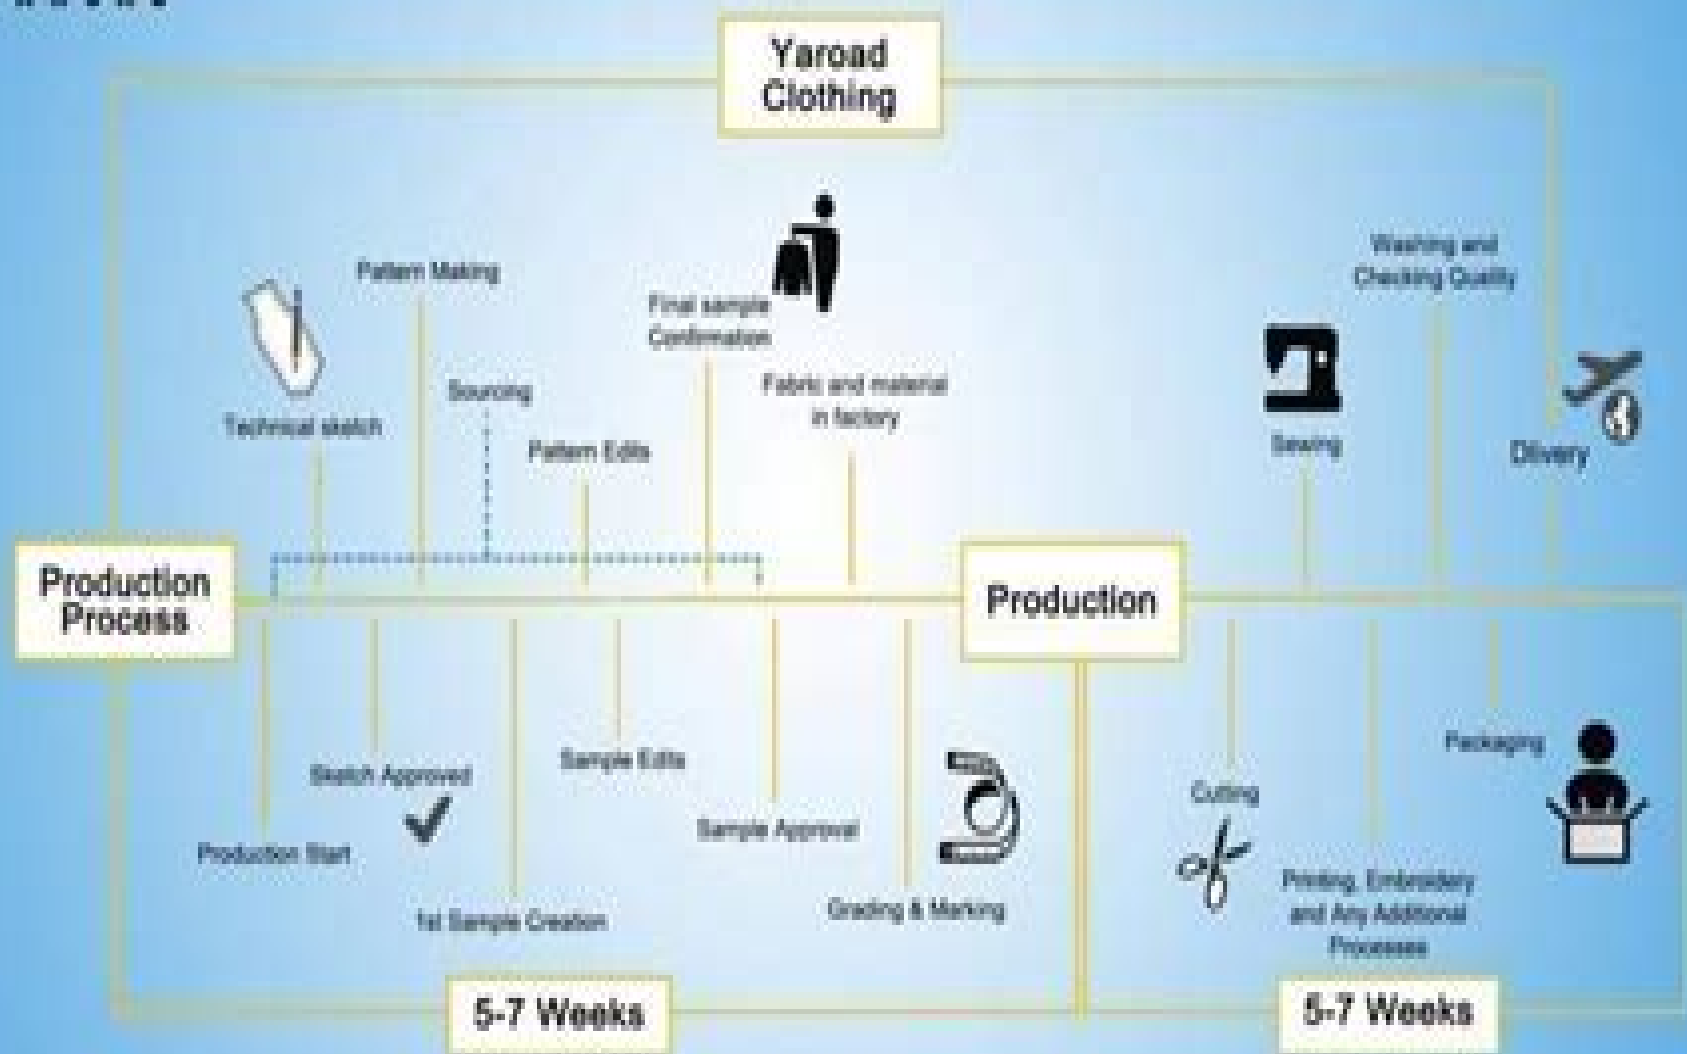 Yaroad
Clothing
Pattern Making
Washing and
Checking Quality
Final sample
Confirmation
Sourcing
Fabric and material
in factory
Technical sketch
Pattern Edits
Sewing
Dlivery
Production
Process
Production
Sketch Approved
Sample Edits
Packaging
Cutting
Production Start
Sample Approval
1st Sample Creation
Grading & Marking
Printing, Embroidery
and Any Additional
Processes
5-7 Weeks
5-7 Weeks